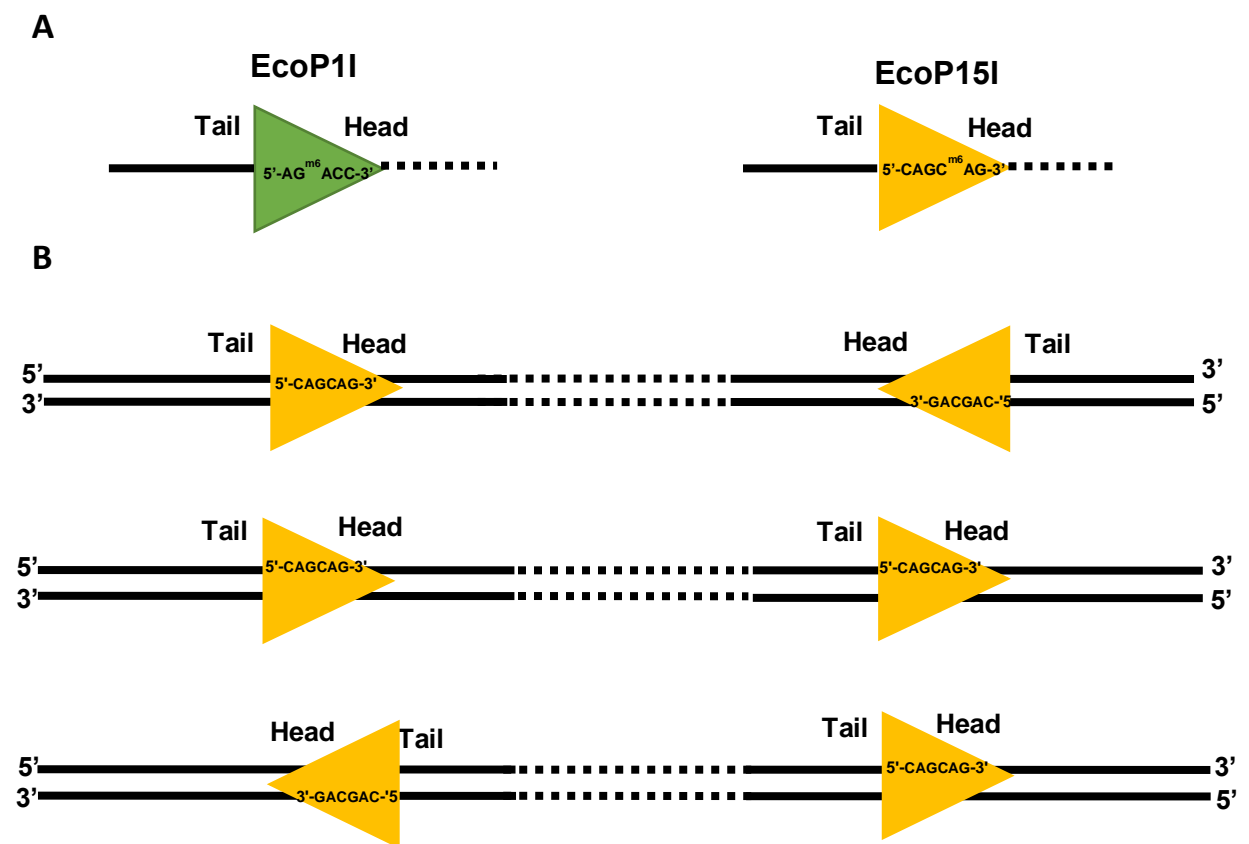 A
EcoP1I
EcoP15I
Tail
Head
Tail
Head
5’-AGᵐ⁶ACC-3’
5’-CAGCᵐ⁶AG-3’
B
Tail
Head
Head
Tail
5’
5'-CAGCAG-3'
3’
3’
3'-GACGAC-'5
5’
Tail
Head
Tail
Head
5’
5'-CAGCAG-3'
5'-CAGCAG-3'
3’
3’
5’
Head
Tail
Tail
Head
5’
5'-CAGCAG-3'
3’
3’
3'-GACGAC-'5
5’